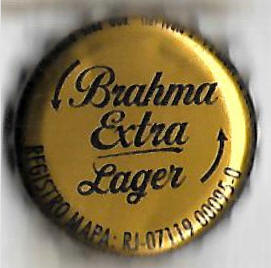 Brahma
Extra
Lager
REGISTRO MAPA: RJ-07119 00095-0